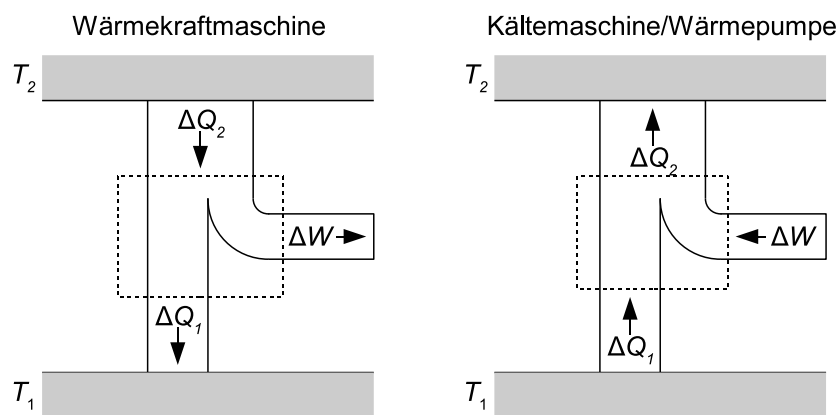 Wärmekraftmaschine
T₂
ΔQ₂
ΔW
ΔQ₁
T₁
Kältemaschine/Wärmepumpe
T₂
ΔQ₂
ΔW
ΔQ₁
T₁